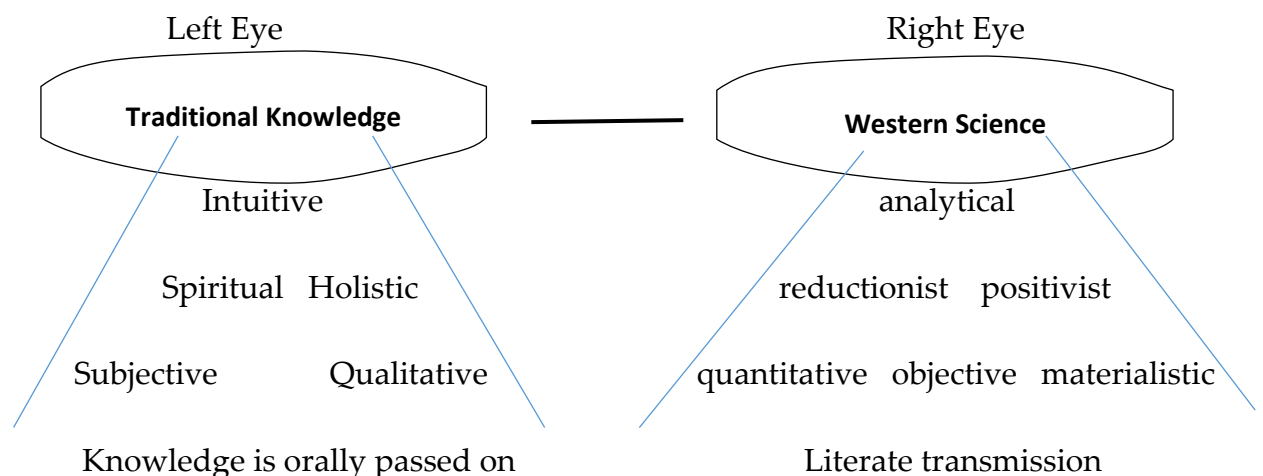 Left Eye
Right Eye
Traditional Knowledge
Western Science
Intuitive
analytical
Spiritual Holistic
reductionist positivist
Subjective Qualitative
quantitative objective materialistic
Knowledge is orally passed on
Literate transmission